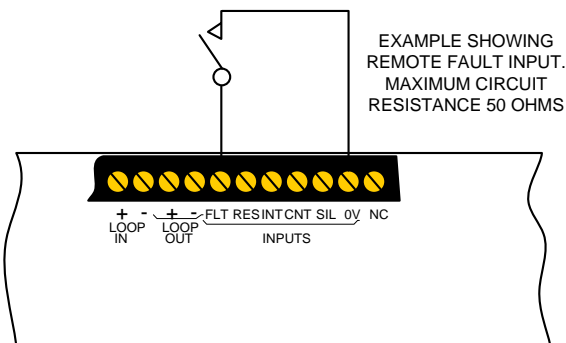 EXAMPLE SHOWING
REMOTE FAULT INPUT.
MAXIMUM CIRCUIT
RESISTANCE 50 OHMS
+ - + - FLT RES INT CNT SIL 0V NC
LOOP IN
LOOP OUT
INPUTS